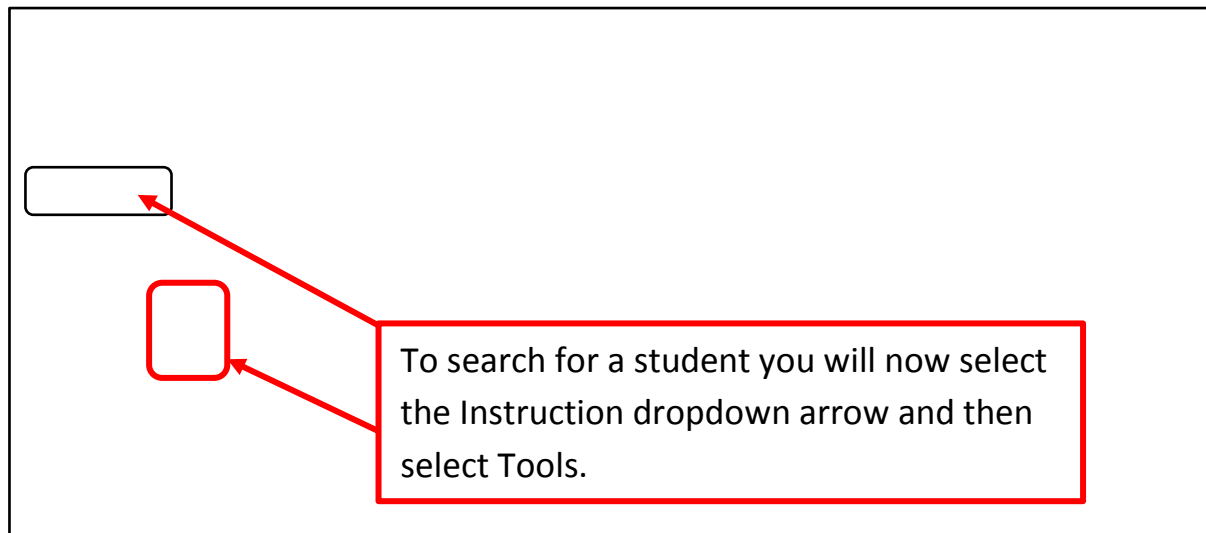 To search for a student you will now select
the Instruction dropdown arrow and then
select Tools.